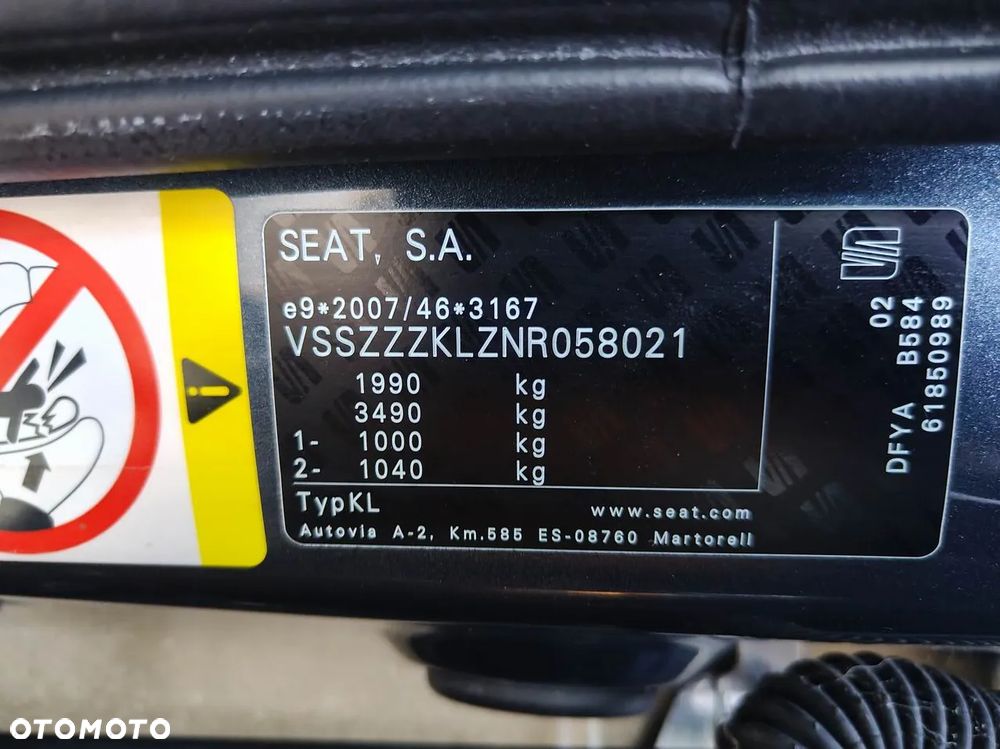 SEAT, S.A.
e9*2007/46*3167
VSSZZZKLZNR058021
1990 kg
3490 kg
1- 1000 kg
2- 1040 kg
TypKL
www.seat.com
Autovia A-2, Km.585 ES-08760 Martorell
02
DFYA B584
61850989
OTOMOTO